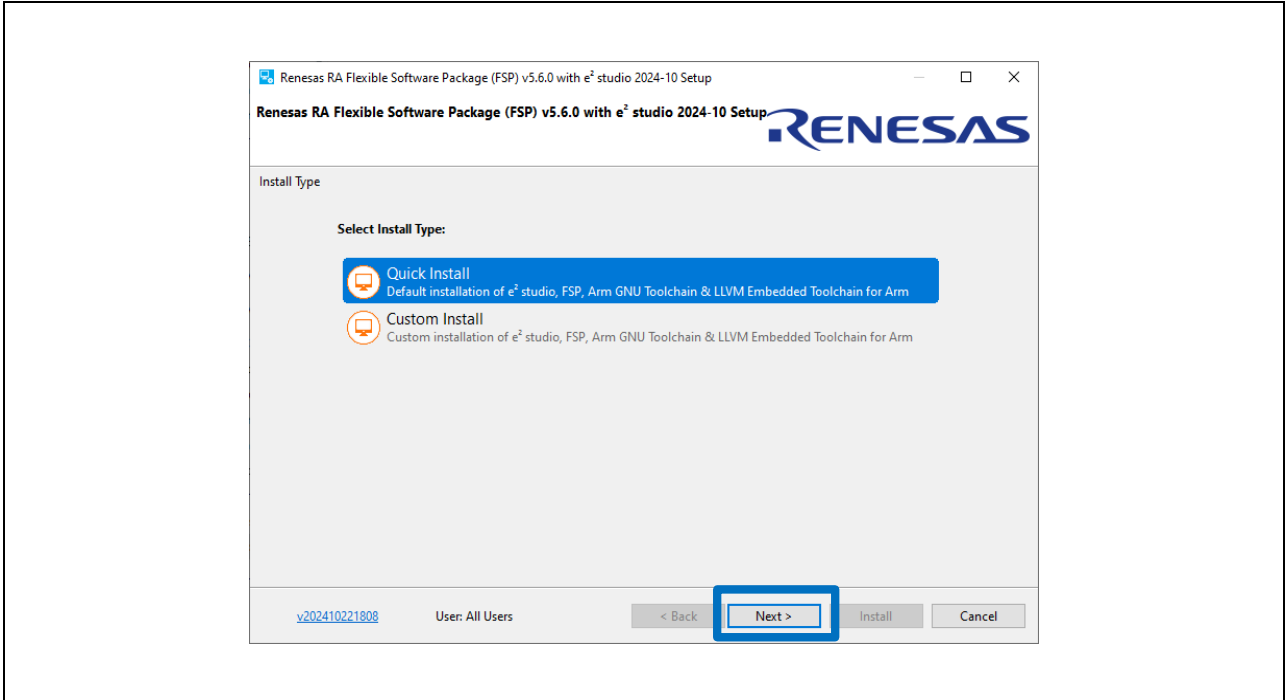 Renesas RA Flexible Software Package (FSP) v5.6.0 with e² studio 2024-10 Setup
Renesas RA Flexible Software Package (FSP) v5.6.0 with e² studio 2024-10 Setup
RENESAS
Install Type
Select Install Type:
Quick Install
Default installation of e² studio, FSP, Arm GNU Toolchain & LLVM Embedded Toolchain for Arm
Custom Install
Custom installation of e² studio, FSP, Arm GNU Toolchain & LLVM Embedded Toolchain for Arm
v202410221808 User: All Users < Back Next > Install Cancel